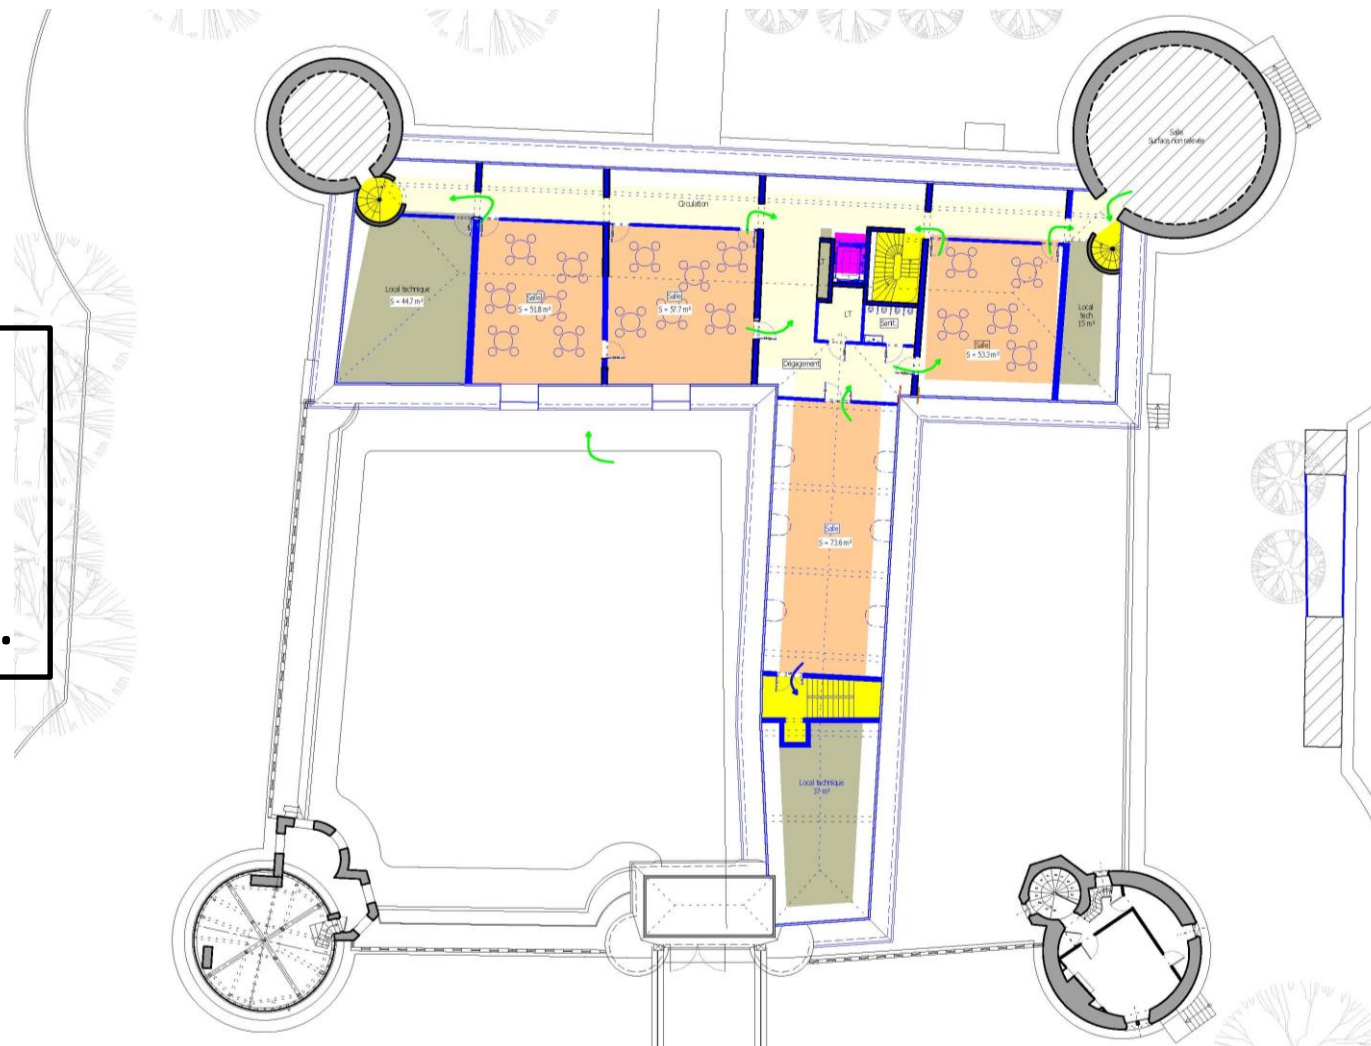 Salle
Surface non relevée
Circulation
Local technique
S = 44.7 m²
Salle
S = 51.8 m²
Salle
S = 57.7 m²
LT
LT
Sanit.
Dégagement
Salle
S = 53.3 m²
Local
tech
15 m²
Salle
S = 73.6 m²
Local technique
37 m²